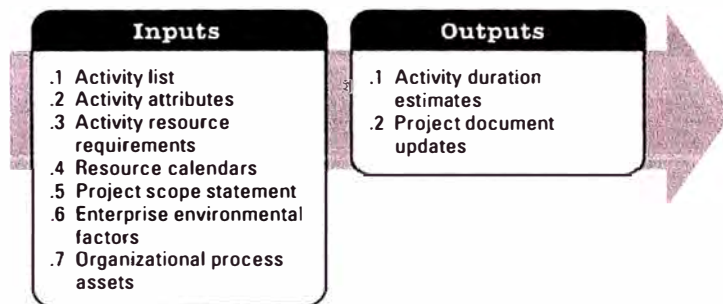 Inputs
.1 Activity list
.2 Activity attributes
.3 Activity resource
requirements
.4 Resource calendars
.5 Project scope statement
.6 Enterprise environmental
factors
.7 Organizational process
assets
Outputs
.1 Activity duration
estimates
.2 Project document
updates